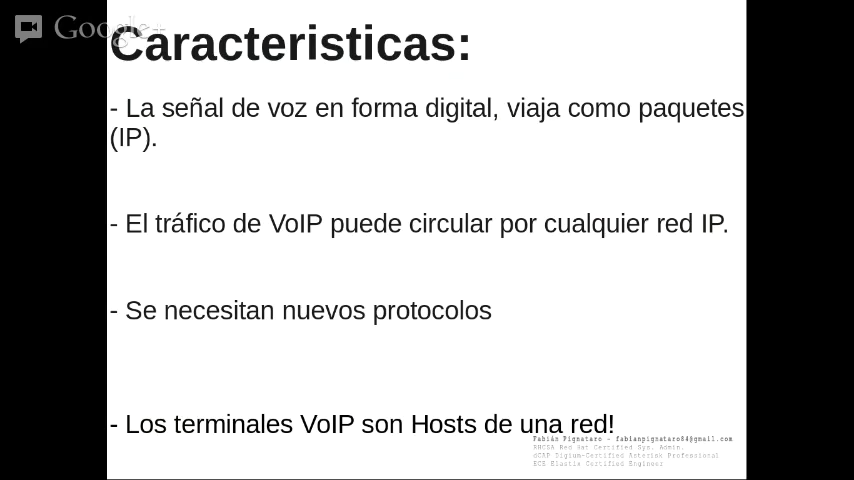 Google+
Caracteristicas:
- La señal de voz en forma digital, viaja como paquetes
(IP).
- El tráfico de VoIP puede circular por cualquier red IP.
- Se necesitan nuevos protocolos
- Los terminales VoIP son Hosts de una red!
Fabián Pignataro - fabianpignataro84@gmail.com
RHCSA Red Hat Certified Sys. Admin.
dCAP Digium-Certified Asterisk Professional
ECE Elastix Certified Engineer